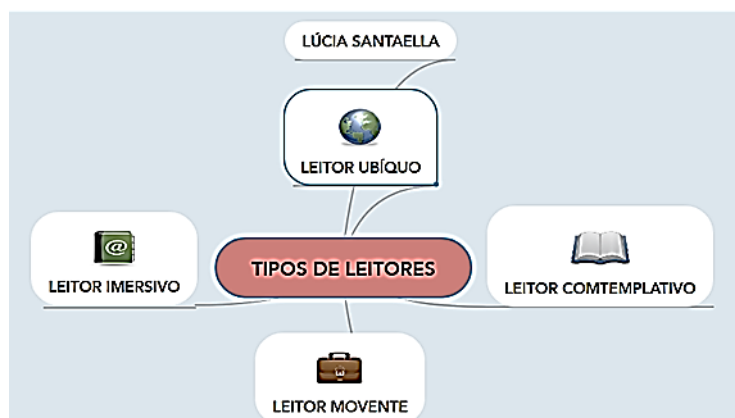 LÚCIA SANTAELLA
LEITOR UBÍQUO
@
LEITOR IMERSIVO
TIPOS DE LEITORES
LEITOR COMTEMPLATIVO
LEITOR MOVENTE